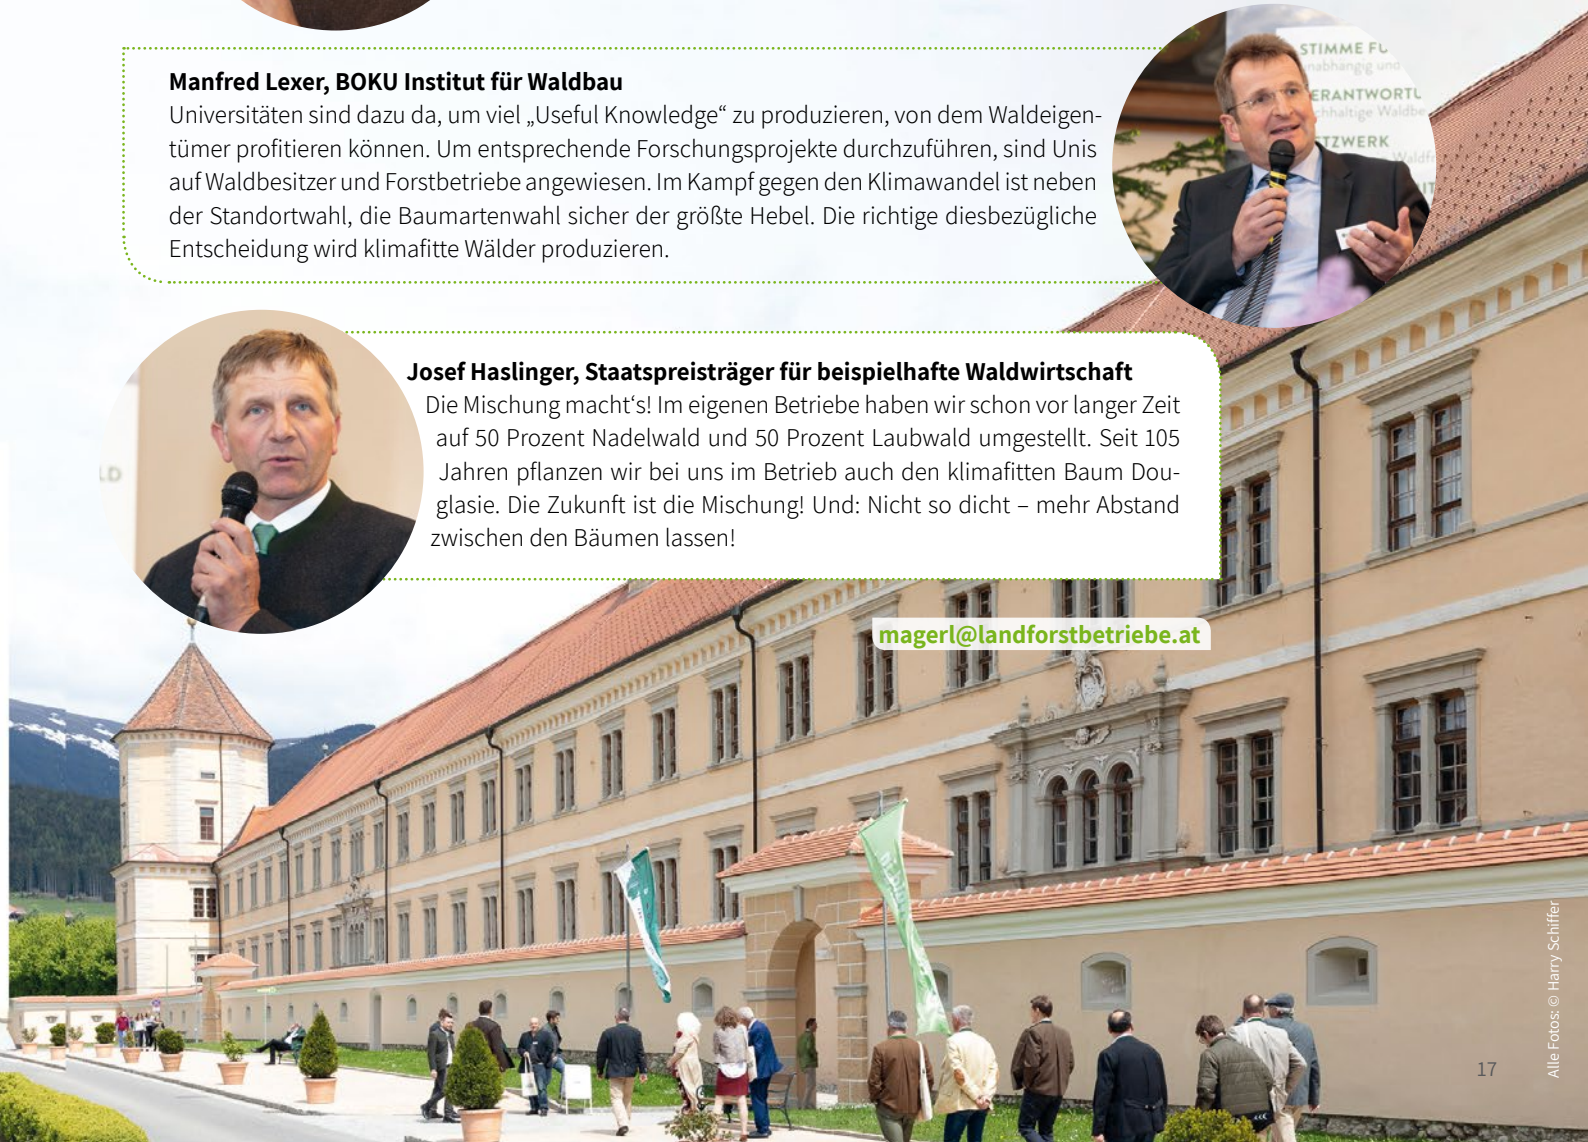 Manfred Lexer, BOKU Institut für Waldbau
Universitäten sind dazu da, um viel „Useful Knowledge“ zu produzieren, von dem Waldeigen-
tümer profitieren können. Um entsprechende Forschungsprojekte durchzuführen, sind Unis
auf Waldbesitzer und Forstbetriebe angewiesen. Im Kampf gegen den Klimawandel ist neben
der Standortwahl, die Baumartenwahl sicher der größte Hebel. Die richtige diesbezügliche
Entscheidung wird klimafitte Wälder produzieren.
STIMME FÜ
nabhängig und
ERANTWORTU
chhaltige Waldbe
TZWERK
Waldfr
LD
Josef Haslinger, Staatspreisträger für beispielhafte Waldwirtschaft
Die Mischung macht‘s! Im eigenen Betriebe haben wir schon vor langer Zeit
auf 50 Prozent Nadelwald und 50 Prozent Laubwald umgestellt. Seit 105
Jahren pflanzen wir bei uns im Betrieb auch den klimafitten Baum Dou-
glasie. Die Zukunft ist die Mischung! Und: Nicht so dicht – mehr Abstand
zwischen den Bäumen lassen!
magerl@landforstbetriebe.at
Alle Fotos: © Harry Schiffer
17